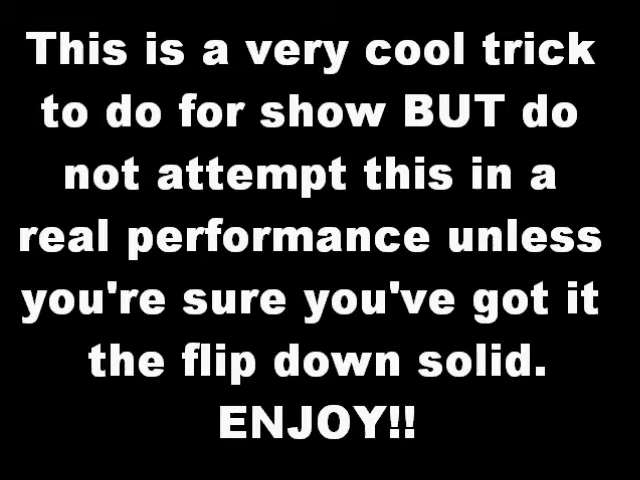 This is a very cool trick
to do for show BUT do
not attempt this in a
real performance unless
you're sure you've got it
the flip down solid.
ENJOY!!